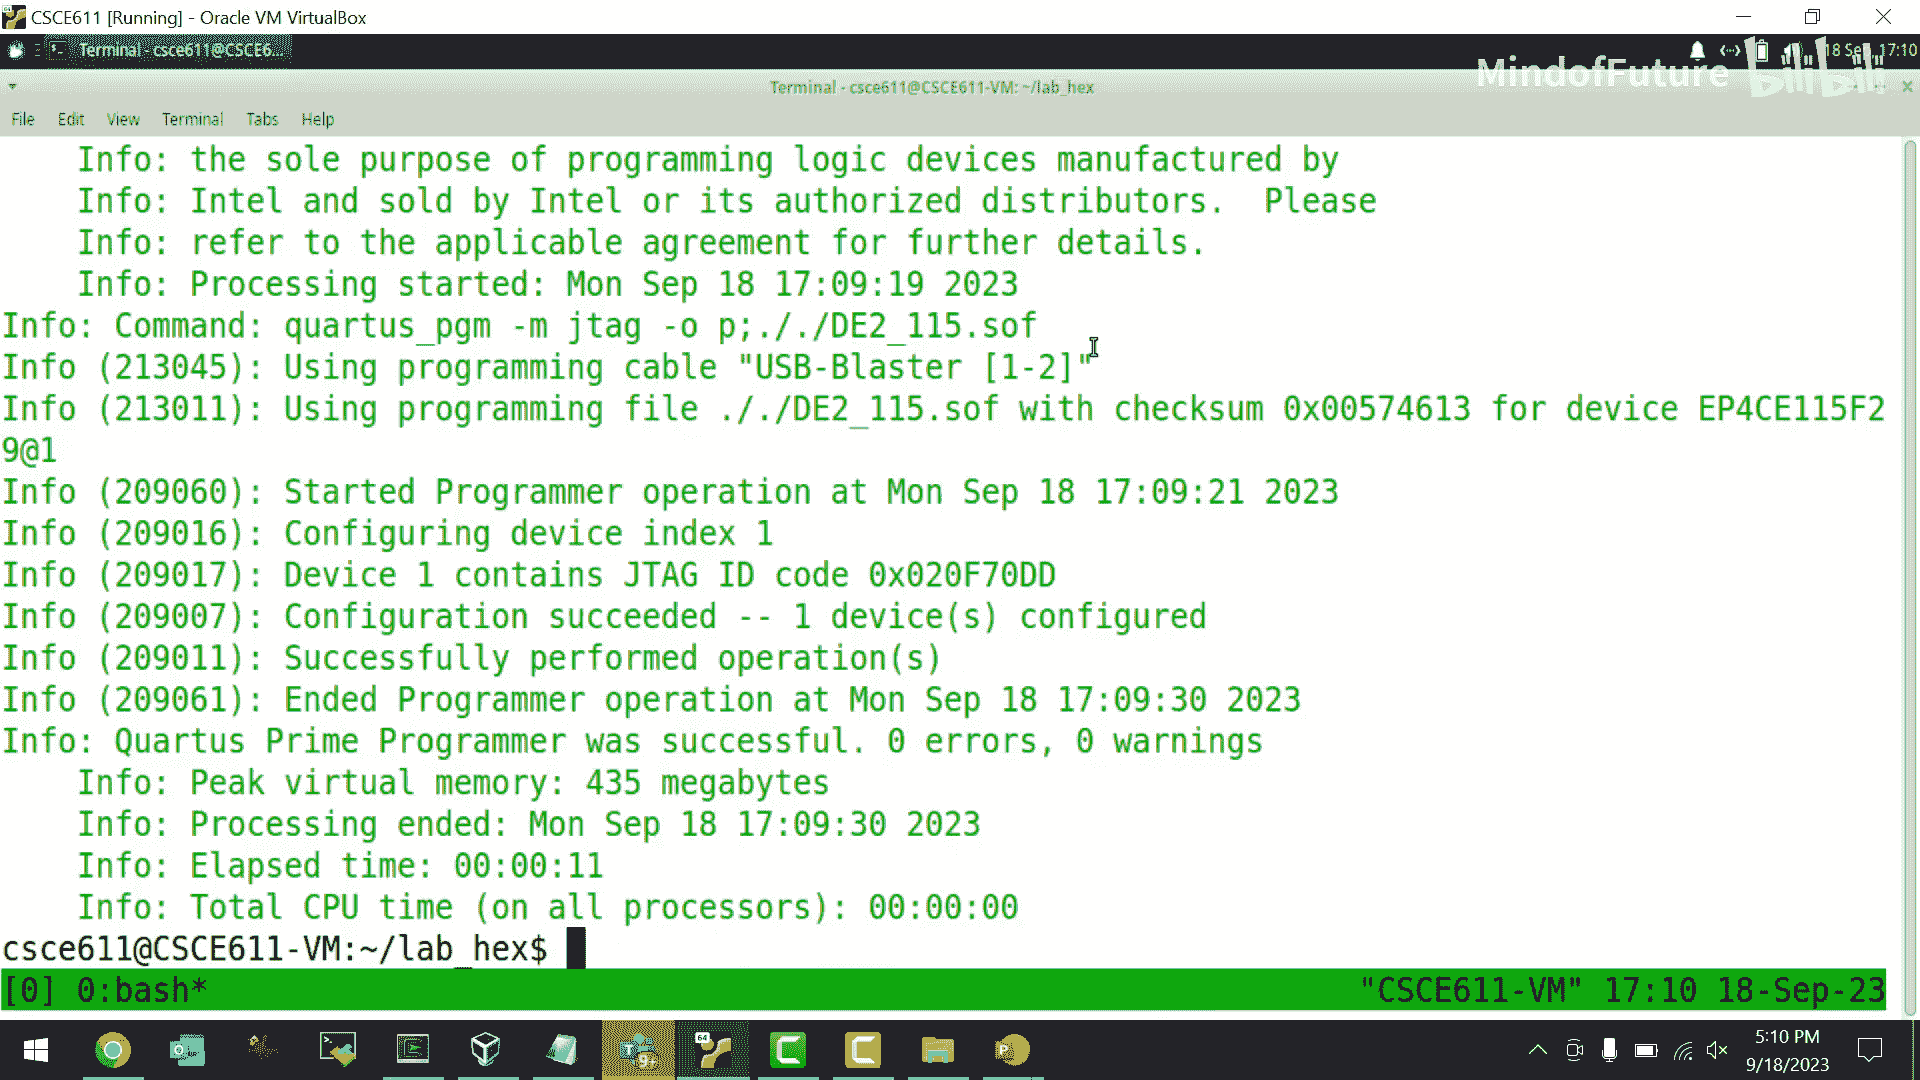 CSCE611 [Running] - Oracle VM VirtualBox
Terminal - csce611@CSCE6...
18 Sep, 17:10
MindofFuture bilibili
Terminal - csce611@CSCE611-VM: ~/lab_hex
File Edit View Terminal Tabs Help
Info: the sole purpose of programming logic devices manufactured by
Info: Intel and sold by Intel or its authorized distributors.  Please
Info: refer to the applicable agreement for further details.
Info: Processing started: Mon Sep 18 17:09:19 2023
Info: Command: quartus_pgm -m jtag -o p;././DE2_115.sof
Info (213045): Using programming cable "USB-Blaster [1-2]"
Info (213011): Using programming file ././DE2_115.sof with checksum 0x00574613 for device EP4CE115F2
9@1
Info (209060): Started Programmer operation at Mon Sep 18 17:09:21 2023
Info (209016): Configuring device index 1
Info (209017): Device 1 contains JTAG ID code 0x020F70DD
Info (209007): Configuration succeeded -- 1 device(s) configured
Info (209011): Successfully performed operation(s)
Info (209061): Ended Programmer operation at Mon Sep 18 17:09:30 2023
Info: Quartus Prime Programmer was successful. 0 errors, 0 warnings
Info: Peak virtual memory: 435 megabytes
Info: Processing ended: Mon Sep 18 17:09:30 2023
Info: Elapsed time: 00:00:11
Info: Total CPU time (on all processors): 00:00:00
csce611@CSCE611-VM:~/lab_hex$
[0] 0:bash* "CSCE611-VM" 17:10 18-Sep-23
5:10 PM
9/18/2023